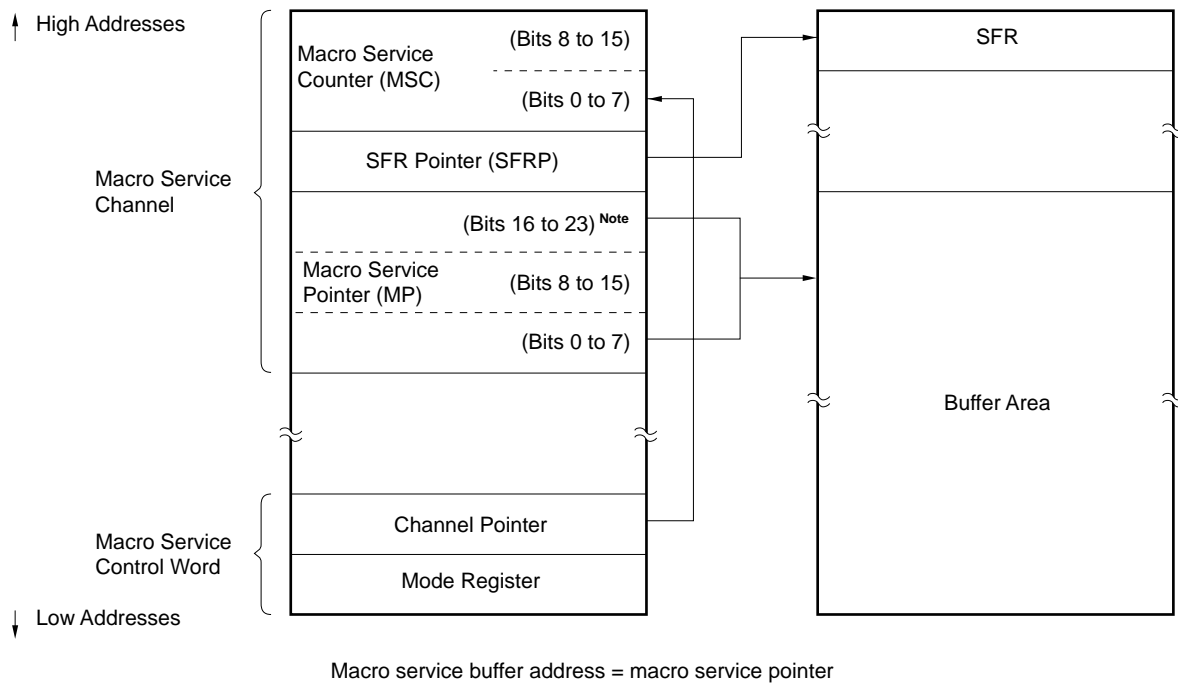 High Addresses
Macro Service
Counter (MSC)
(Bits 8 to 15)
(Bits 0 to 7)
SFR Pointer (SFRP)
Macro Service
Channel
(Bits 16 to 23) Note
Macro Service
Pointer (MP)
(Bits 8 to 15)
(Bits 0 to 7)
Macro Service
Control Word
Channel Pointer
Mode Register
Low Addresses
SFR
Buffer Area
Macro service buffer address = macro service pointer